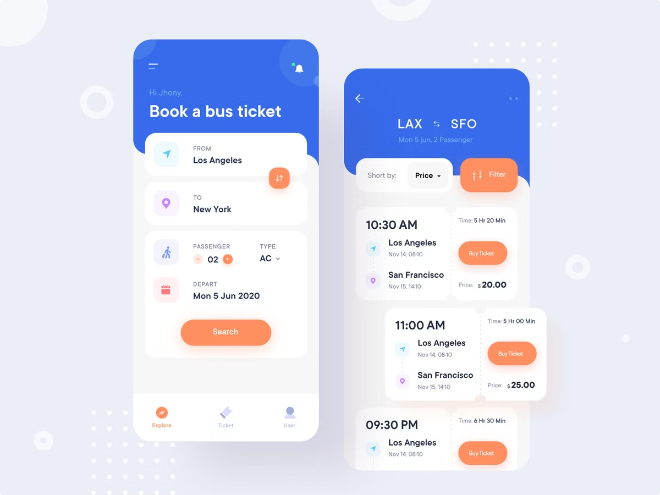 Hi Jhony,
Book a bus ticket
FROM
Los Angeles
TO
New York
PASSENGER
TYPE
02
AC
DEPART
Mon 5 Jun 2020
Search
Explore
Ticket
User
LAX
SFO
Mon 5 jun, 2 Passenger
Short by:
Price
Filter
10:30 AM
Los Angeles
Nov 14, 08:10
San Francisco
Nov 15, 14:10
Time: 5 Hr 20 Min
Buy Ticket
Price: $20.00
11:00 AM
Los Angeles
Nov 14, 08:10
San Francisco
Nov 15, 14:10
Time: 5 Hr 00 Min
Buy Ticket
Price: $25.00
09:30 PM
Los Angeles
Nov 14, 08:10
Time: 6 Hr 30 Min
Buy Ticket